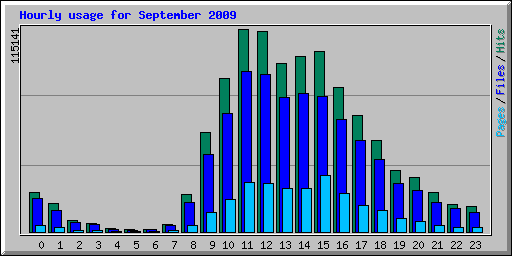 Hourly usage for September 2009
115141
Pages / Files / Hits
0 1 2 3 4 5 6 7 8 9 10 11 12 13 14 15 16 17 18 19 20 21 22 23